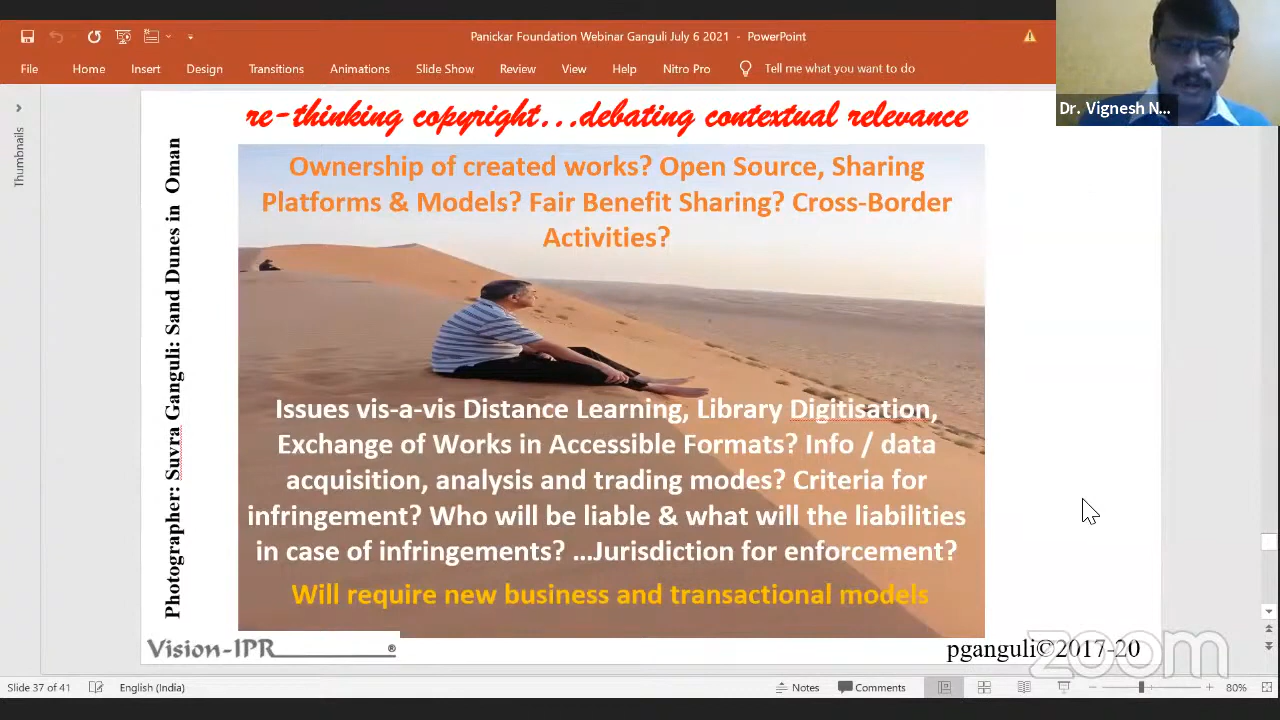 Panickar Foundation Webinar Ganguli July 6 2021 - PowerPoint
File Home Insert Design Transitions Animations Slide Show Review View Help Nitro Pro Tell me what you want to do
Dr. Vignesh N...
Thumbnails
re-thinking copyright...debating contextual relevance
Photographer: Suvra Ganguli: Sand Dunes in Oman
Ownership of created works? Open Source, Sharing
Platforms & Models? Fair Benefit Sharing? Cross-Border
Activities?
Issues vis-a-vis Distance Learning, Library Digitisation,
Exchange of Works in Accessible Formats? Info / data
acquisition, analysis and trading modes? Criteria for
infringement? Who will be liable & what will the liabilities
in case of infringements? ...Jurisdiction for enforcement?
Will require new business and transactional models
Vision-IPR ®
pganguli©2017-20
zoom
Slide 37 of 41 English (India) Notes Comments 80%